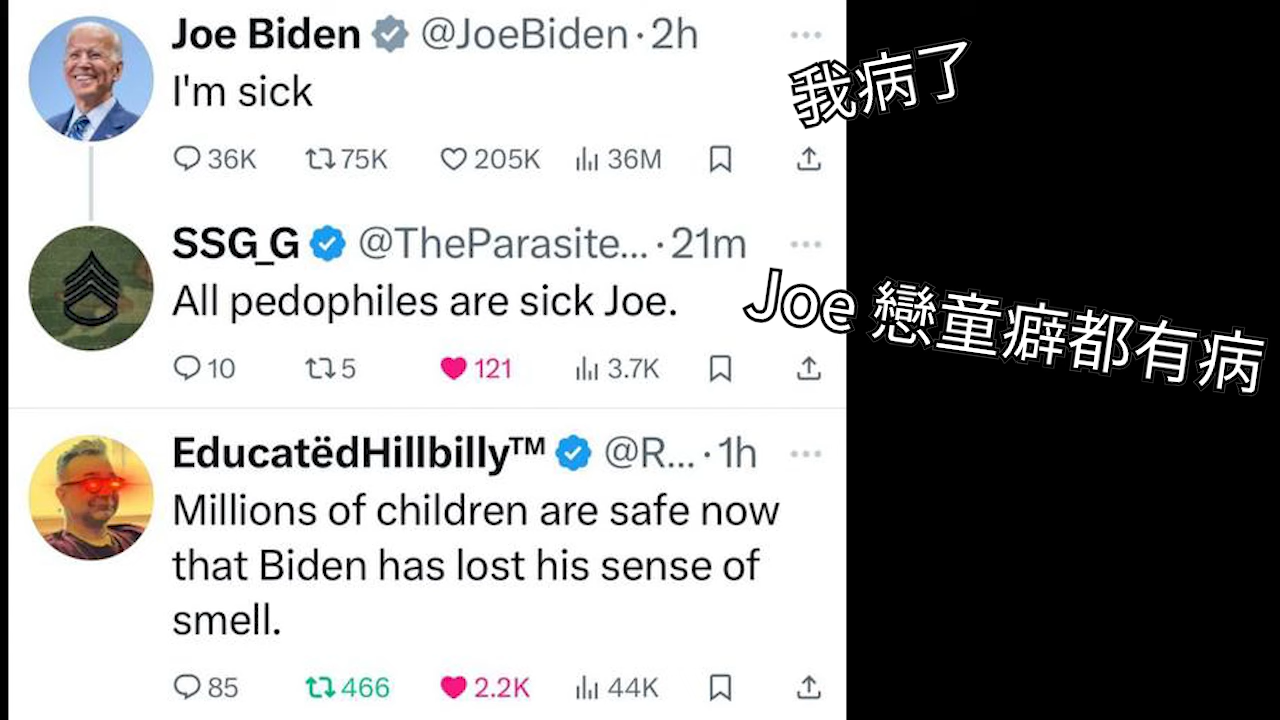 Joe Biden @JoeBiden · 2h
I'm sick
我病了
36K 75K 205K 36M
SSG_G @TheParasite... · 21m
All pedophiles are sick Joe.
Joe 戀童癖都有病
10 5 121 3.7K
EducatëdHillbilly™ @R... · 1h
Millions of children are safe now
that Biden has lost his sense of
smell.
85 466 2.2K 44K